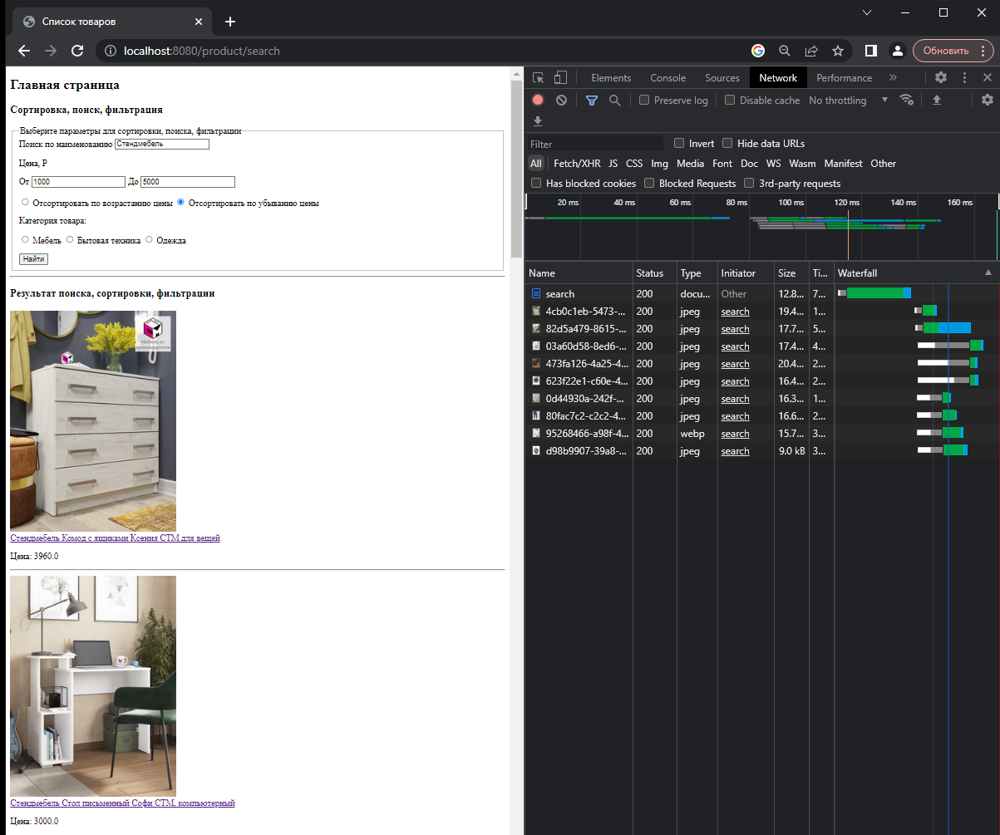 Список товаров
localhost:8080/product/search
Обновить
Главная страница
Сортировка, поиск, фильтрация
Выберите параметры для сортировки, поиска, фильтрации
Поиск по наименованию Стендмебель
Цена, Р
От 1000 До 5000
Отсортировать по возрастанию цены Отсортировать по убыванию цены
Категория товара:
Мебель Бытовая техника Одежда
Найти
Результат поиска, сортировки, фильтрации
Мебель от
производителя
Стендмебель Комод с ящиками Ксения СТМ для вещей
Цена: 3960.0
Стендмебель Стол письменный Софи СТМ, компьютерный
Цена: 3000.0
Elements Console Sources Network Performance »
Preserve log Disable cache No throttling
Filter Invert Hide data URLs
All Fetch/XHR JS CSS Img Media Font Doc WS Wasm Manifest Other
Has blocked cookies Blocked Requests 3rd-party requests
20 ms 40 ms 60 ms 80 ms 100 ms 120 ms 140 ms 160 ms
Name Status Type Initiator Size Ti... Waterfall
search 200 docu... Other 12.8... 7...
4cb0c1eb-5473-... 200 jpeg search 19.4... 1...
82d5a479-8615-... 200 jpeg search 17.7... 5...
03a60d58-8ed6-... 200 jpeg search 17.4... 4...
473fa126-4a25-4... 200 jpeg search 20.4... 2...
623f22e1-c60e-4... 200 jpeg search 16.4... 2...
0d44930a-242f-... 200 jpeg search 16.3... 1...
80fac7c2-c2c2-4... 200 jpeg search 16.6... 2...
95268466-a98f-4... 200 webp search 15.7... 3...
d98b9907-39a8-... 200 jpeg search 9.0 kB 3...